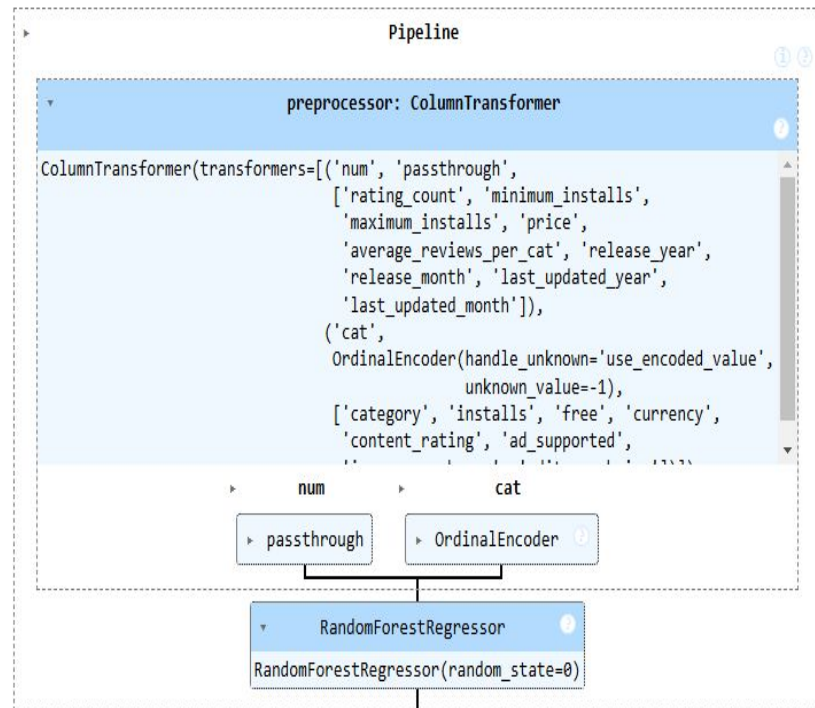 Pipeline
preprocessor: ColumnTransformer
ColumnTransformer(transformers=[('num', 'passthrough',
['rating_count', 'minimum_installs',
'maximum_installs', 'price',
'average_reviews_per_cat', 'release_year',
'release_month', 'last_updated_year',
'last_updated_month']),
('cat',
OrdinalEncoder(handle_unknown='use_encoded_value',
unknown_value=-1),
['category', 'installs', 'free', 'currency',
'content_rating', 'ad_supported',
num cat
passthrough OrdinalEncoder
RandomForestRegressor
RandomForestRegressor(random_state=0)